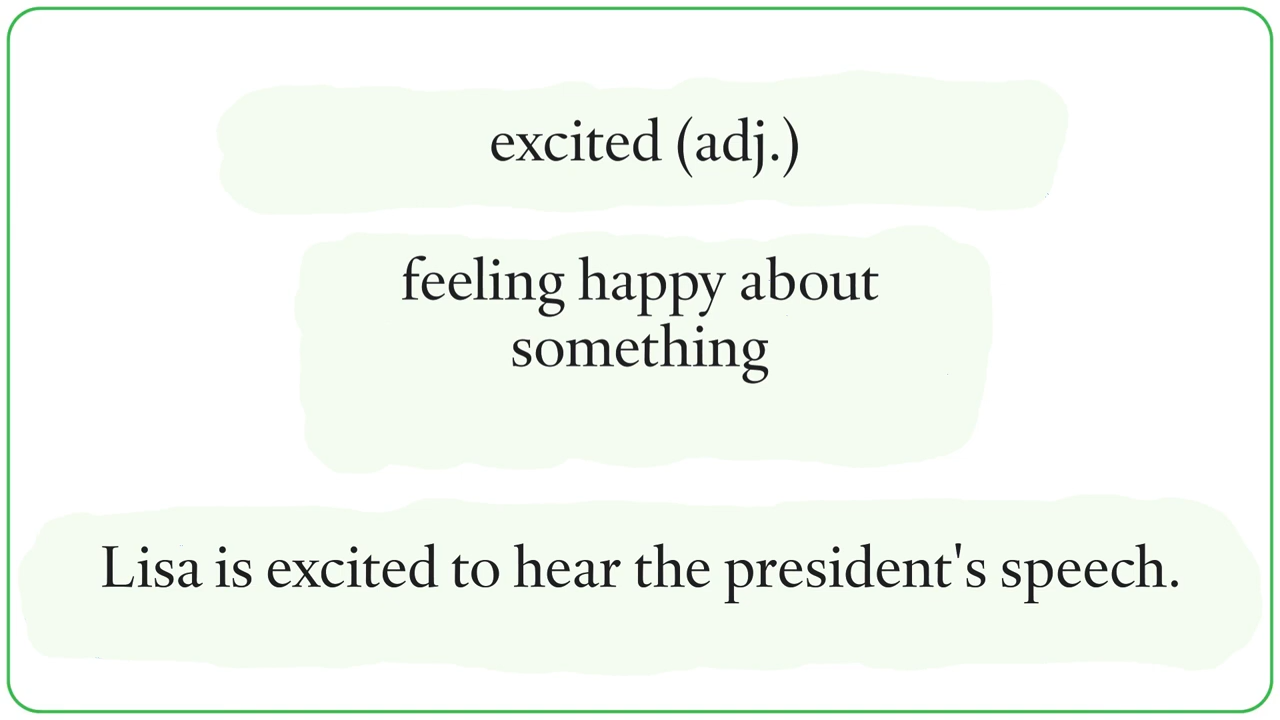 excited (adj.)
feeling happy about
something
Lisa is excited to hear the president's speech.